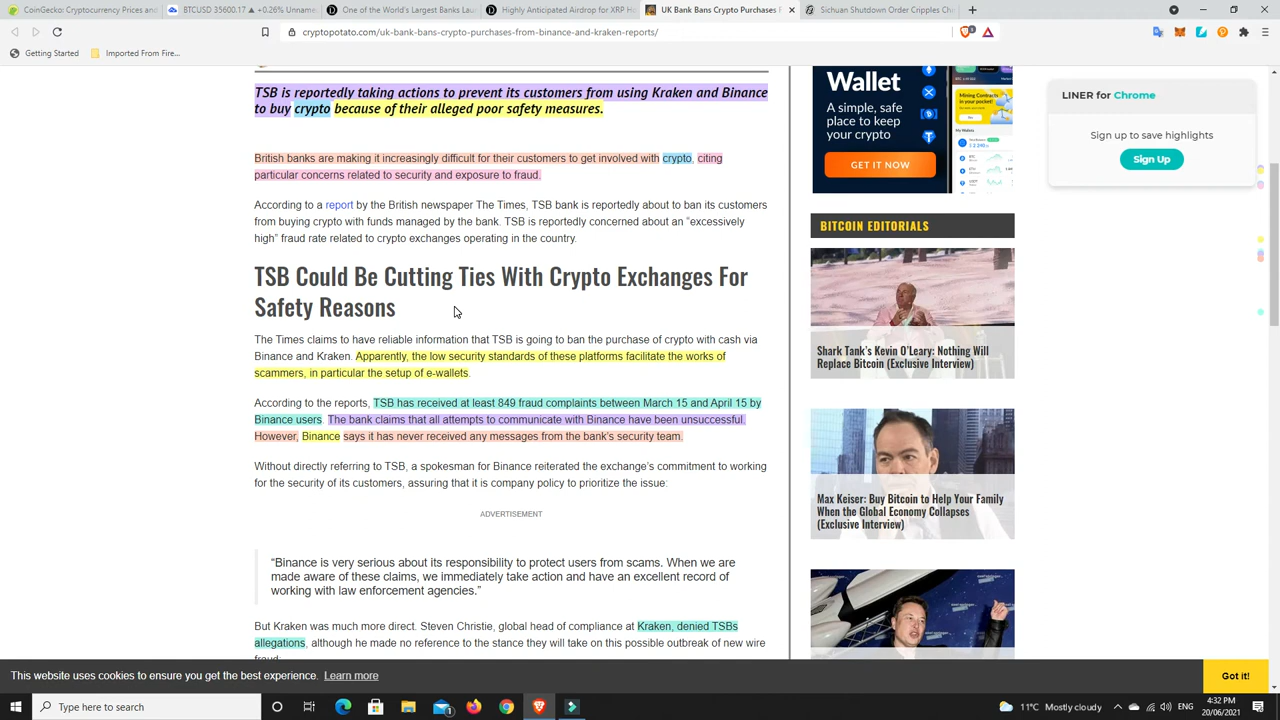 CoinGecko: Cryptocurrency Prices and
BTCUSD 35600.17 ▲ +0.26% Unnamed
One of the World's Largest Banks La
Highly Anticipated Airdrop for XRP H
UK Bank Bans Crypto Purchases F
Sichuan Shutdown Order Cripples Chi
cryptopotato.com/uk-bank-bans-crypto-purchases-from-binance-and-kraken-reports/
Getting Started
Imported From Fire...
TSB is reportedly taking actions to prevent its customers from using Kraken and Binance
to buy crypto because of their alleged poor safety measures.
British banks are making it increasingly difficult for their customers to get involved with crypto, citing
particular concerns related to security and exposure to fraud.
According to a report by the British newspaper The Times, TSB bank is reportedly about to ban its customers
from buying crypto with funds managed by the bank. TSB is reportedly concerned about an "excessively
high" fraud rate related to crypto exchanges operating in the country.
TSB Could Be Cutting Ties With Crypto Exchanges For
Safety Reasons
The Times claims to have reliable information that TSB is going to ban the purchase of crypto with cash via
Binance and Kraken. Apparently, the low security standards of these platforms facilitate the works of
scammers, in particular the setup of e-wallets.
According to the reports, TSB has received at least 849 fraud complaints between March 15 and April 15 by
Binance users. The bank claims that all attempts to communicate with Binance have been unsuccessful.
However, Binance says it has never received any messages from the bank's security team.
Without directly referring to TSB, a spokesman for Binance reiterated the exchange's commitment to working
for the security of its customers, assuring that it is company policy to prioritize the issue:
ADVERTISEMENT
"Binance is very serious about its responsibility to protect users from scams. When we are
made aware of these claims, we immediately take action and have an excellent record of
working with law enforcement agencies."
But Kraken was much more direct. Steven Christie, global head of compliance at Kraken, denied TSBs
allegations, although he made no reference to the stance they will take on this possible outbreak of new wire
fraud.
Wallet
A simple, safe
place to keep
your crypto
GET IT NOW
Mining Contracts
in your pocket!
My Wallets
BITCOIN EDITORIALS
Shark Tank's Kevin O'Leary: Nothing Will
Replace Bitcoin (Exclusive Interview)
Max Keiser: Buy Bitcoin to Help Your Family
When the Global Economy Collapses
(Exclusive Interview)
LINER for Chrome
Sign up to save highlights
Sign Up
This website uses cookies to ensure you get the best experience. Learn more
Got it!
Type here to search
11°C Mostly cloudy
ENG
4:32 PM
20/06/2021